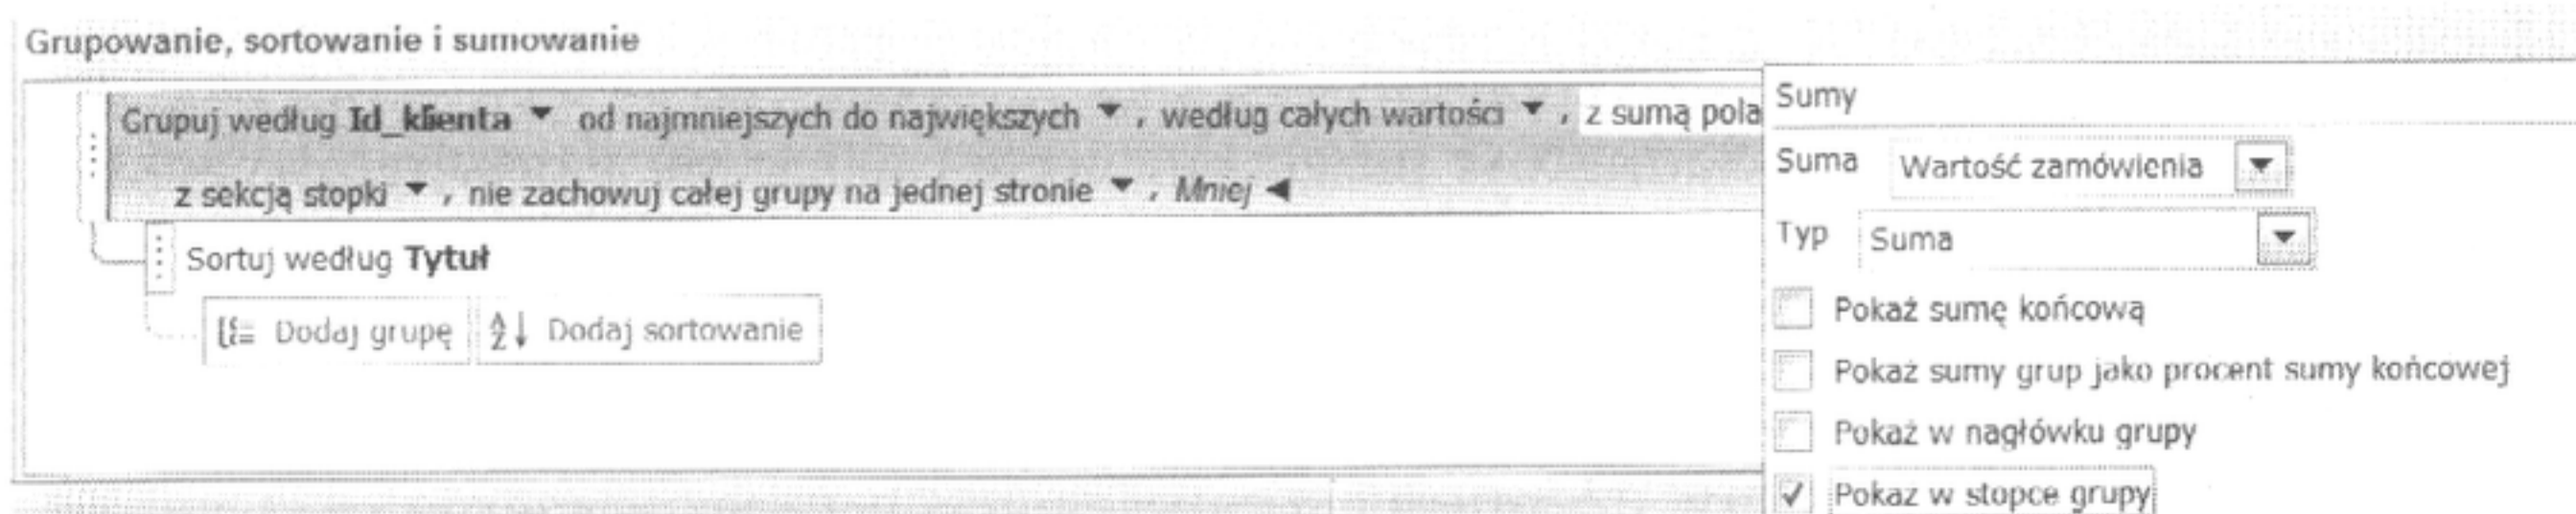 Grupowanie, sortowanie i sumowanie
Grupuj według Id_klienta ▼ od najmniejszych do największych ▼ , według całych wartości ▼ , z sumą pola
z sekcją stopki ▼ , nie zachowuj całej grupy na jednej stronie ▼ , Mniej ◄
Sortuj według Tytuł
Dodaj grupę
Dodaj sortowanie
Sumy
Suma Wartość zamówienia
Typ Suma
Pokaż sumę końcową
Pokaż sumy grup jako procent sumy końcowej
Pokaż w nagłówku grupy
Pokaż w stopce grupy